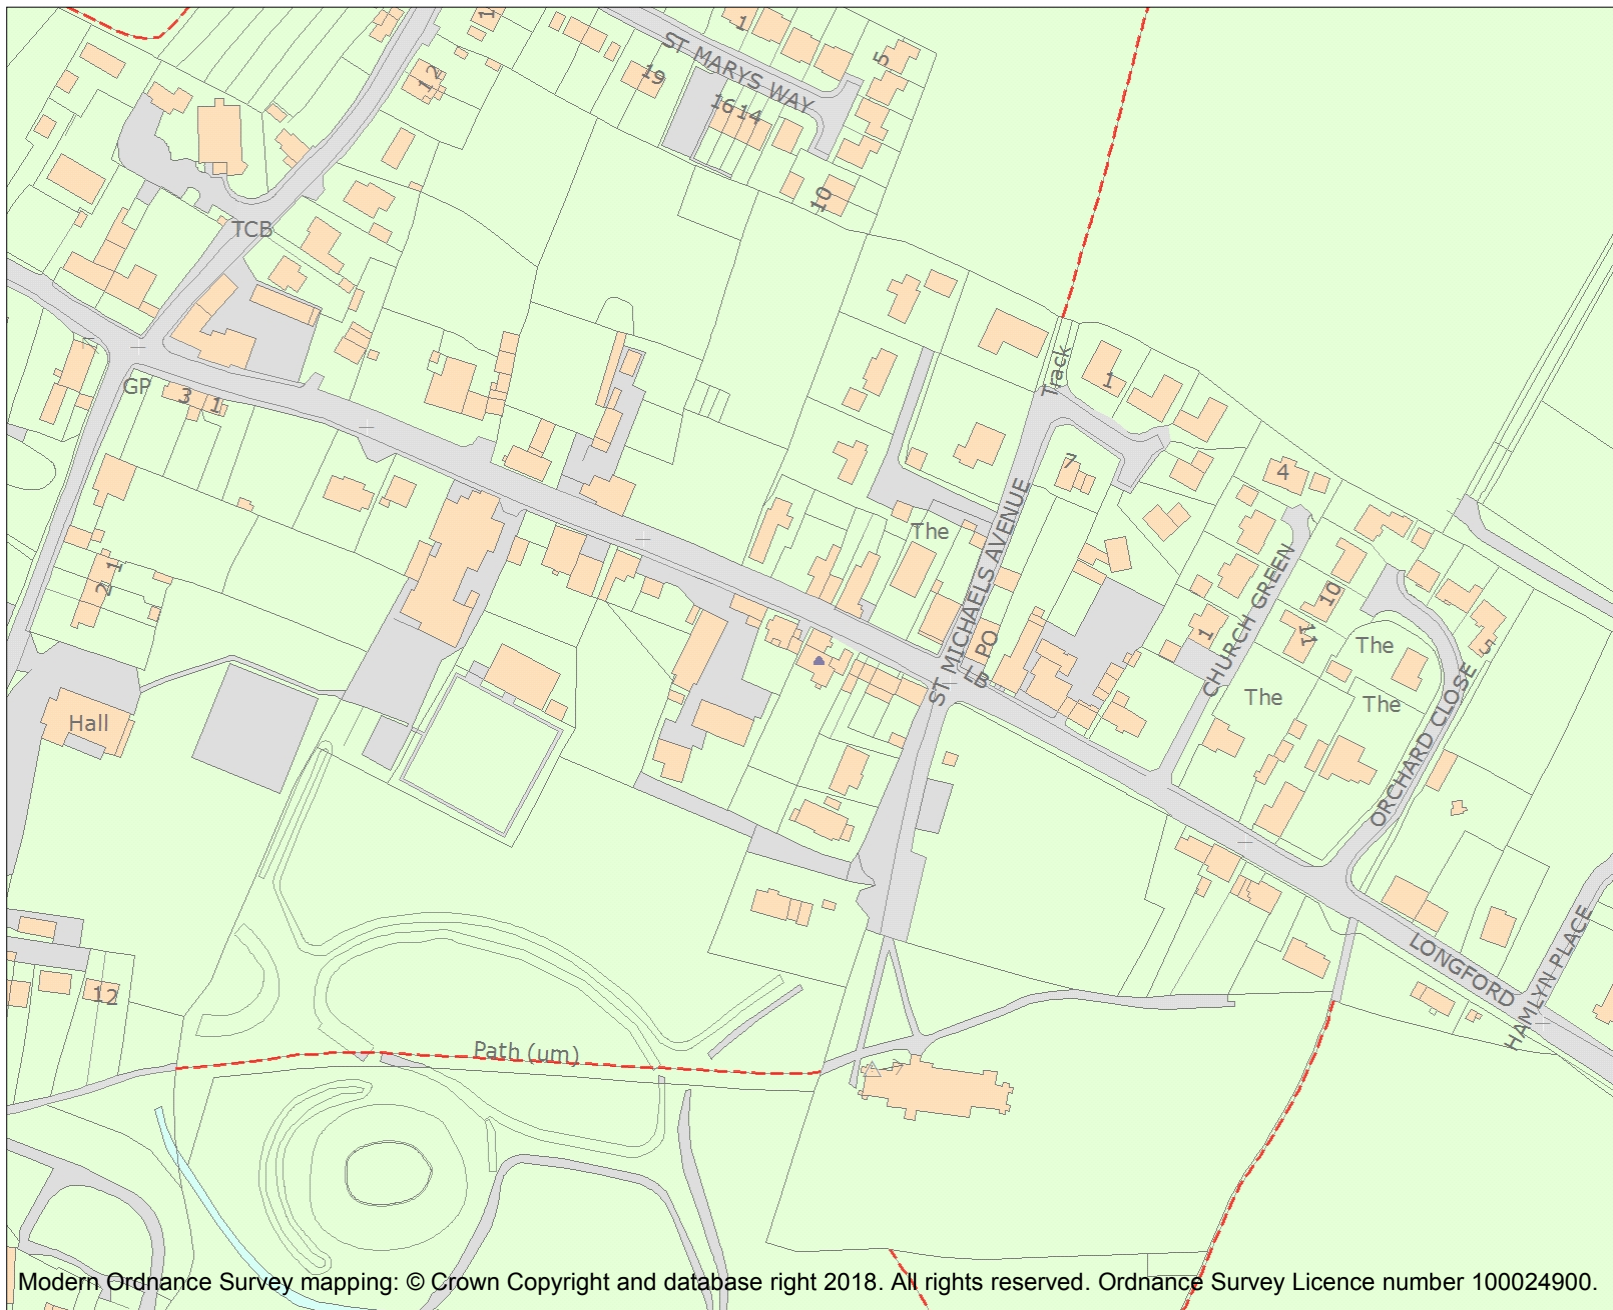 1
ST MARYS WAY
1
5
19
12
16 14
10
TCB
GP
3
1
Track
1
7
4
The
ST MICHAELS AVENUE
PO
LB
CHURCH GREEN
1
10
11
The
5
The
The
ORCHARD CLOSE
1
2
Hall
LONGFORD
HAMLYN PLACE
12
Path (um)
Modern Ordnance Survey mapping: © Crown Copyright and database right 2018. All rights reserved. Ordnance Survey Licence number 100024900.